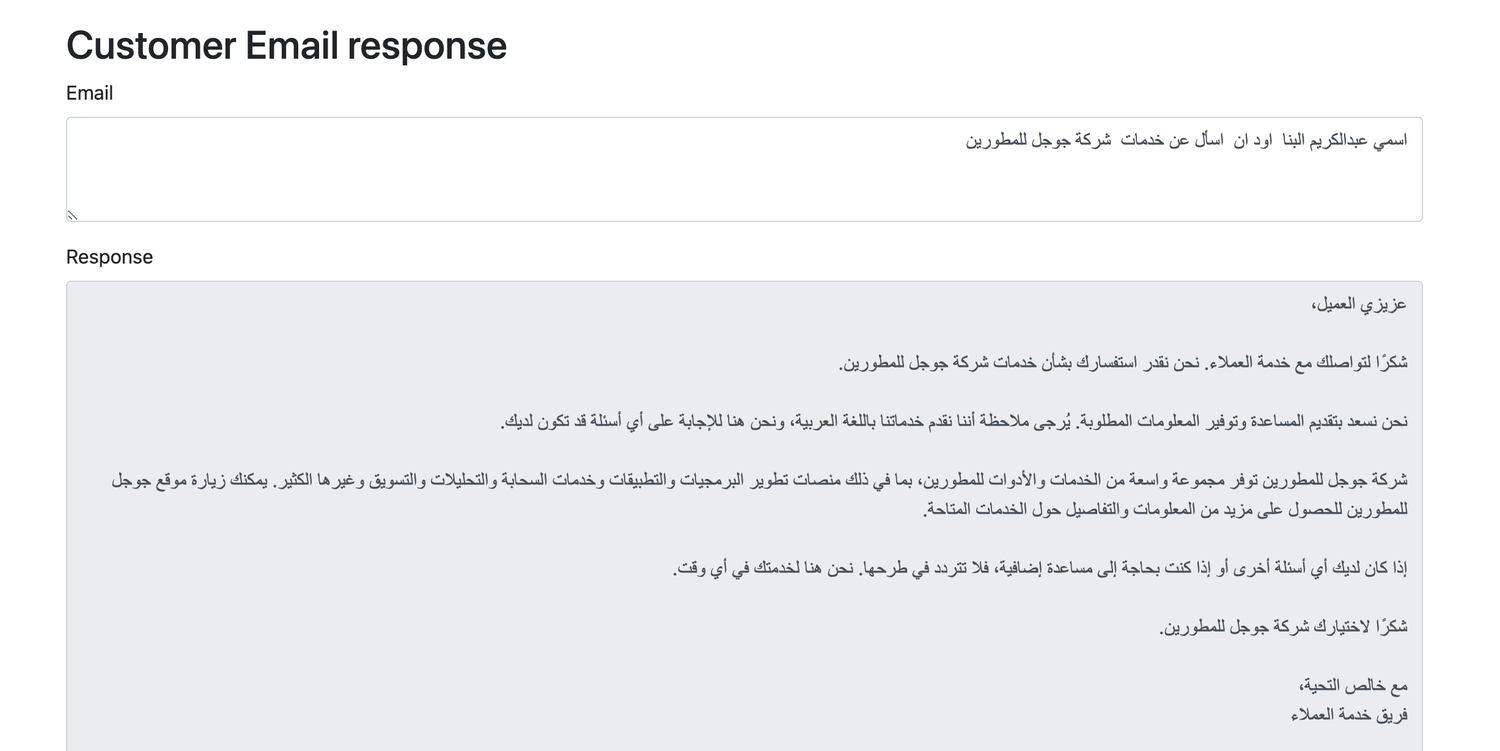 Customer Email response
Email
اسمي عبدالكريم البنا  اود ان  اسأل عن خدمات  شركة جوجل للمطورين
Response
عزيزي العميل،
شكرًا لتواصلك مع خدمة العملاء. نحن نقدر استفسارك بشأن خدمات شركة جوجل للمطورين.
نحن نسعد بتقديم المساعدة وتوفير المعلومات المطلوبة. يُرجى ملاحظة أننا نقدم خدماتنا باللغة العربية، ونحن هنا للإجابة على أي أسئلة قد تكون لديك.
شركة جوجل للمطورين توفر مجموعة واسعة من الخدمات والأدوات للمطورين، بما في ذلك منصات تطوير البرمجيات والتطبيقات وخدمات السحابة والتحليلات والتسويق وغيرها الكثير. يمكنك زيارة موقع جوجل
للمطورين للحصول على مزيد من المعلومات والتفاصيل حول الخدمات المتاحة.
إذا كان لديك أي أسئلة أخرى أو إذا كنت بحاجة إلى مساعدة إضافية، فلا تتردد في طرحها. نحن هنا لخدمتك في أي وقت.
شكرًا لاختيارك شركة جوجل للمطورين.
مع خالص التحية،
فريق خدمة العملاء